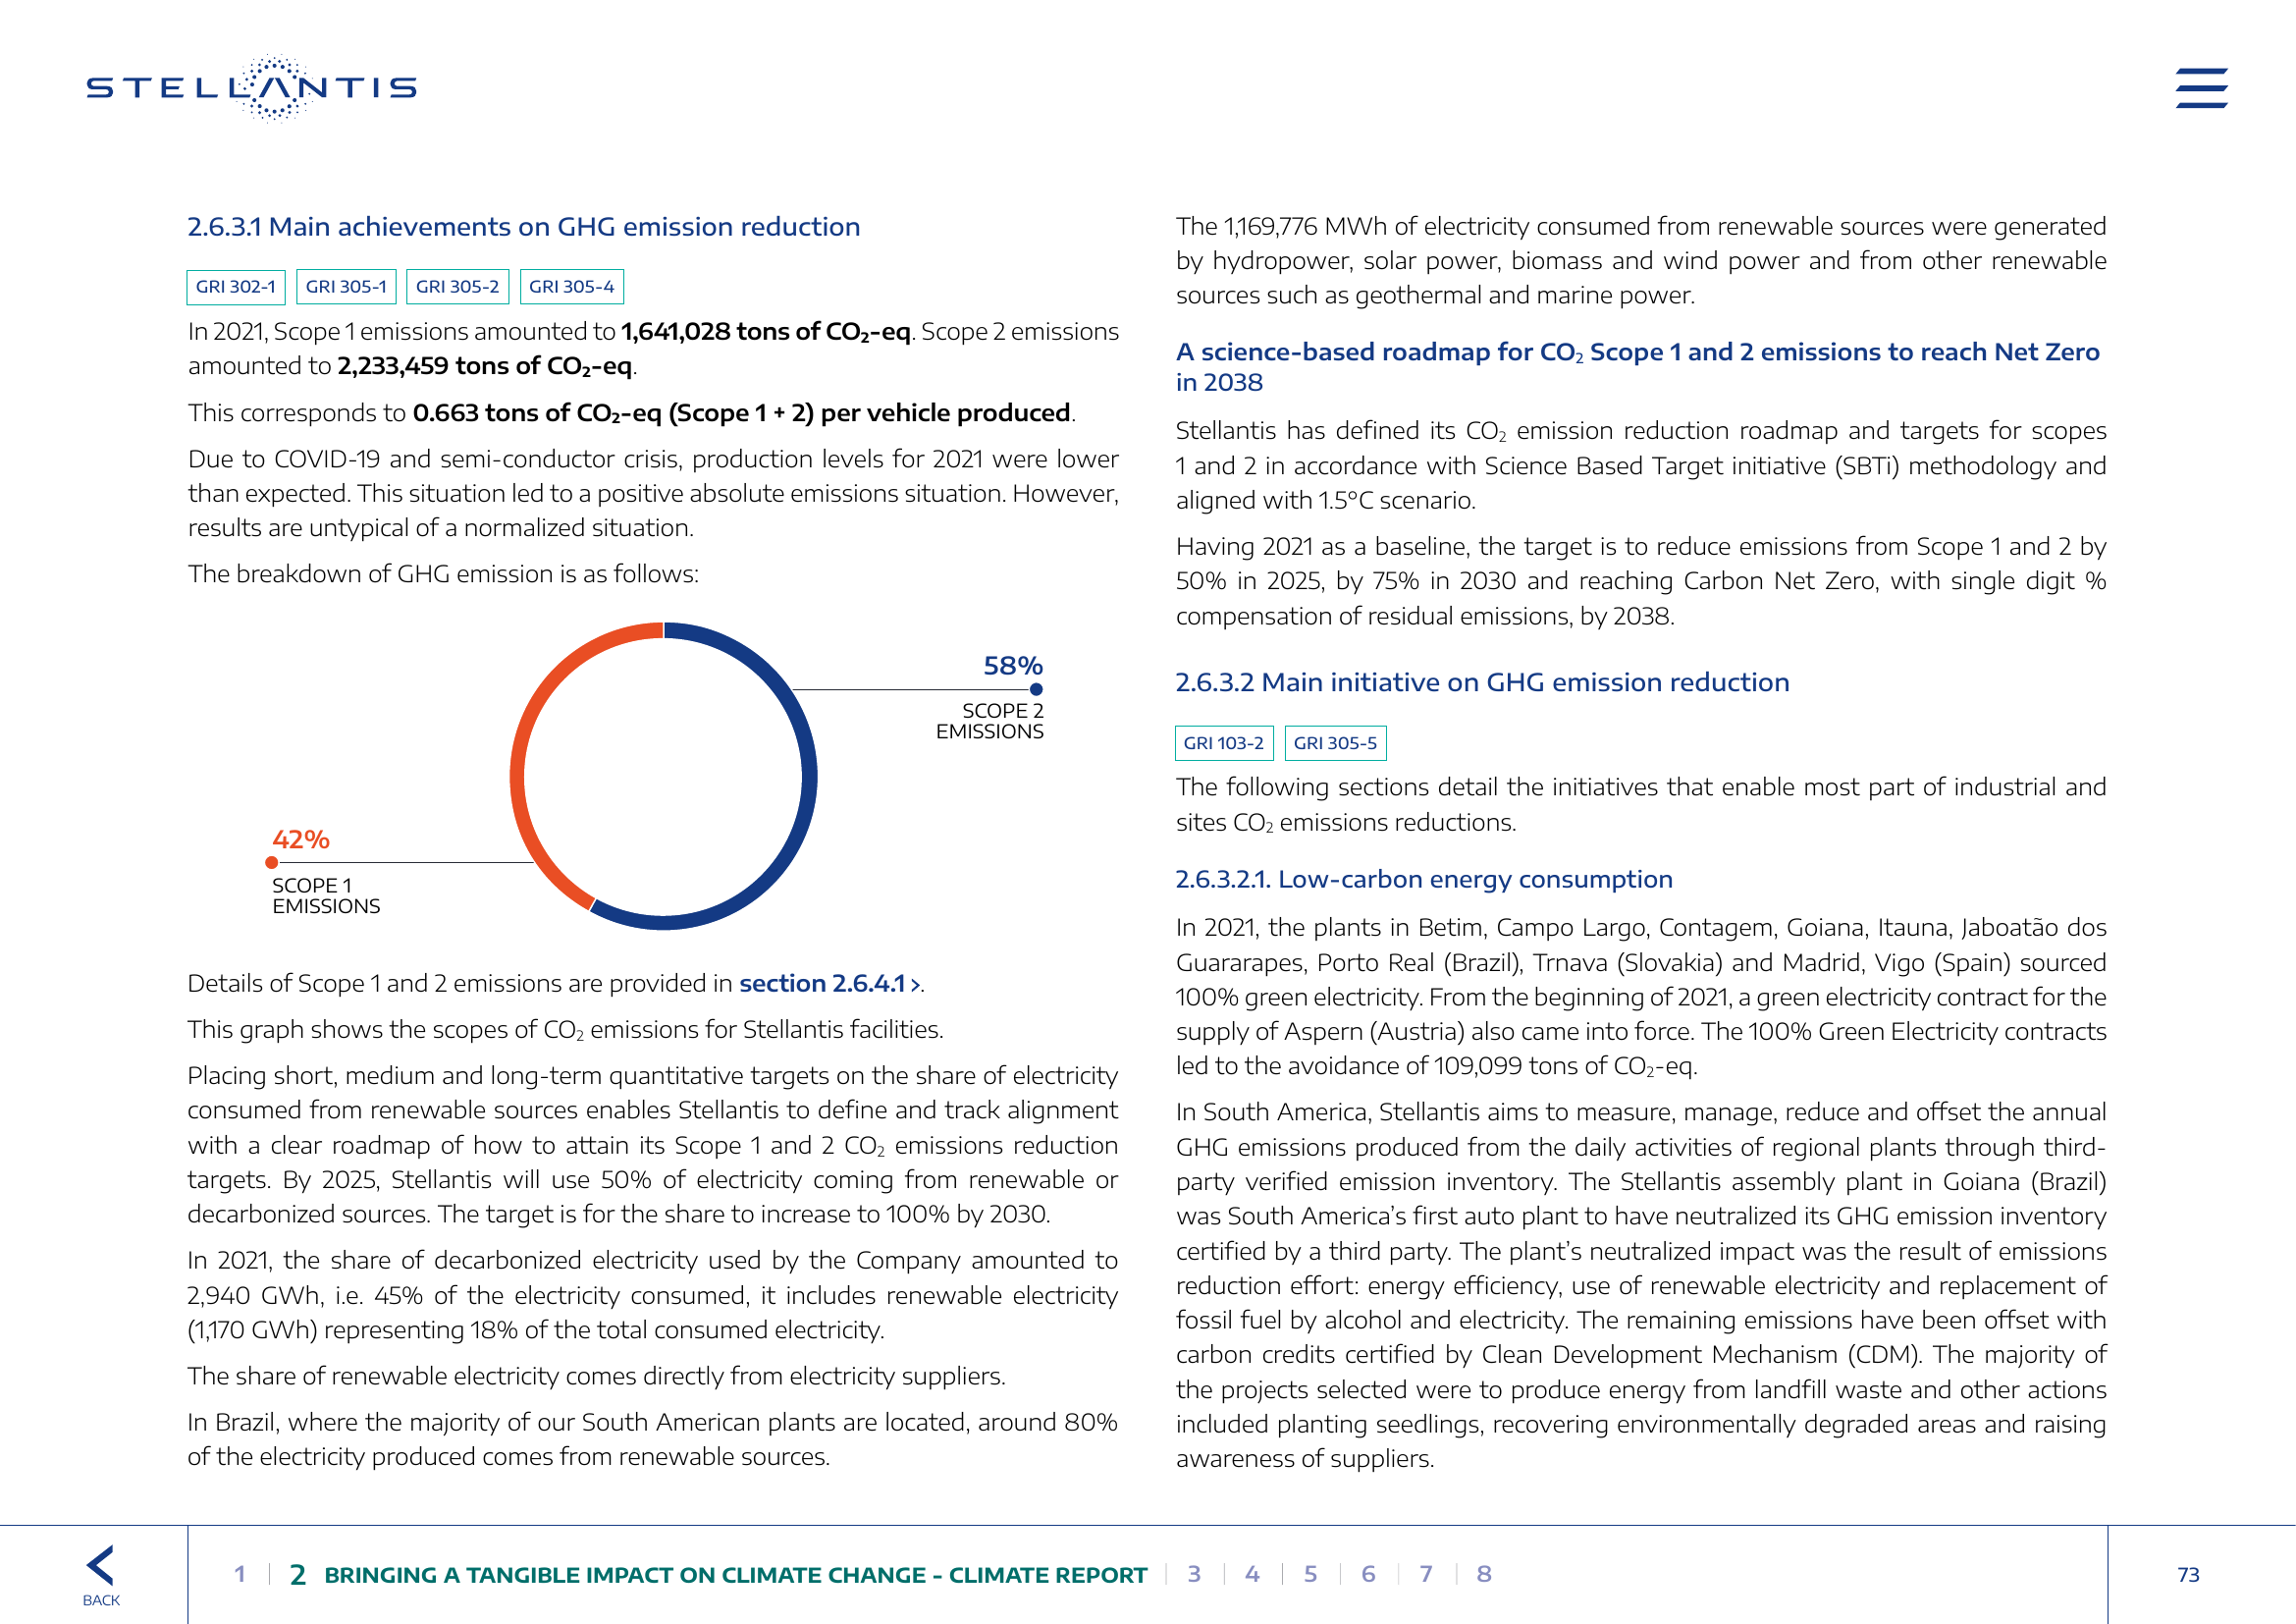 STELLANTIS
2.6.3.1 Main achievements on GHG emission reduction
GRI 302-1 GRI 305-1 GRI 305-2 GRI 305-4
In 2021, Scope 1 emissions amounted to 1,641,028 tons of CO₂-eq. Scope 2 emissions
amounted to 2,233,459 tons of CO₂-eq.
This corresponds to 0.663 tons of CO₂-eq (Scope 1 + 2) per vehicle produced.
Due to COVID-19 and semi-conductor crisis, production levels for 2021 were lower
than expected. This situation led to a positive absolute emissions situation. However,
results are untypical of a normalized situation.
The breakdown of GHG emission is as follows:
58%
SCOPE 2
EMISSIONS
42%
SCOPE 1
EMISSIONS
Details of Scope 1 and 2 emissions are provided in section 2.6.4.1 >.
This graph shows the scopes of CO₂ emissions for Stellantis facilities.
Placing short, medium and long-term quantitative targets on the share of electricity
consumed from renewable sources enables Stellantis to define and track alignment
with a clear roadmap of how to attain its Scope 1 and 2 CO₂ emissions reduction
targets. By 2025, Stellantis will use 50% of electricity coming from renewable or
decarbonized sources. The target is for the share to increase to 100% by 2030.
In 2021, the share of decarbonized electricity used by the Company amounted to
2,940 GWh, i.e. 45% of the electricity consumed, it includes renewable electricity
(1,170 GWh) representing 18% of the total consumed electricity.
The share of renewable electricity comes directly from electricity suppliers.
In Brazil, where the majority of our South American plants are located, around 80%
of the electricity produced comes from renewable sources.
The 1,169,776 MWh of electricity consumed from renewable sources were generated
by hydropower, solar power, biomass and wind power and from other renewable
sources such as geothermal and marine power.
A science-based roadmap for CO₂ Scope 1 and 2 emissions to reach Net Zero
in 2038
Stellantis has defined its CO₂ emission reduction roadmap and targets for scopes
1 and 2 in accordance with Science Based Target initiative (SBTi) methodology and
aligned with 1.5°C scenario.
Having 2021 as a baseline, the target is to reduce emissions from Scope 1 and 2 by
50% in 2025, by 75% in 2030 and reaching Carbon Net Zero, with single digit %
compensation of residual emissions, by 2038.
2.6.3.2 Main initiative on GHG emission reduction
GRI 103-2 GRI 305-5
The following sections detail the initiatives that enable most part of industrial and
sites CO₂ emissions reductions.
2.6.3.2.1. Low-carbon energy consumption
In 2021, the plants in Betim, Campo Largo, Contagem, Goiana, Itauna, Jaboatão dos
Guararapes, Porto Real (Brazil), Trnava (Slovakia) and Madrid, Vigo (Spain) sourced
100% green electricity. From the beginning of 2021, a green electricity contract for the
supply of Aspern (Austria) also came into force. The 100% Green Electricity contracts
led to the avoidance of 109,099 tons of CO₂-eq.
In South America, Stellantis aims to measure, manage, reduce and offset the annual
GHG emissions produced from the daily activities of regional plants through third-
party verified emission inventory. The Stellantis assembly plant in Goiana (Brazil)
was South America's first auto plant to have neutralized its GHG emission inventory
certified by a third party. The plant's neutralized impact was the result of emissions
reduction effort: energy efficiency, use of renewable electricity and replacement of
fossil fuel by alcohol and electricity. The remaining emissions have been offset with
carbon credits certified by Clean Development Mechanism (CDM). The majority of
the projects selected were to produce energy from landfill waste and other actions
included planting seedlings, recovering environmentally degraded areas and raising
awareness of suppliers.
BACK
1 2 BRINGING A TANGIBLE IMPACT ON CLIMATE CHANGE - CLIMATE REPORT 3 4 5 6 7 8
73